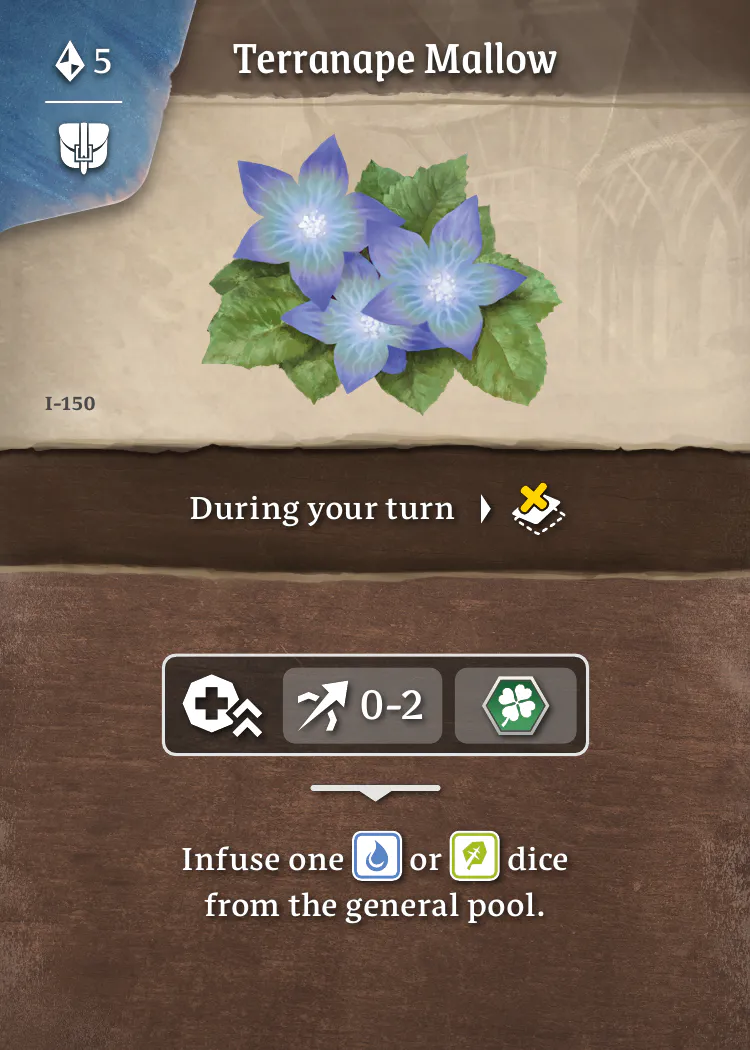 5
Terranape Mallow
I-150
During your turn
0-2
Infuse one or dice
from the general pool.